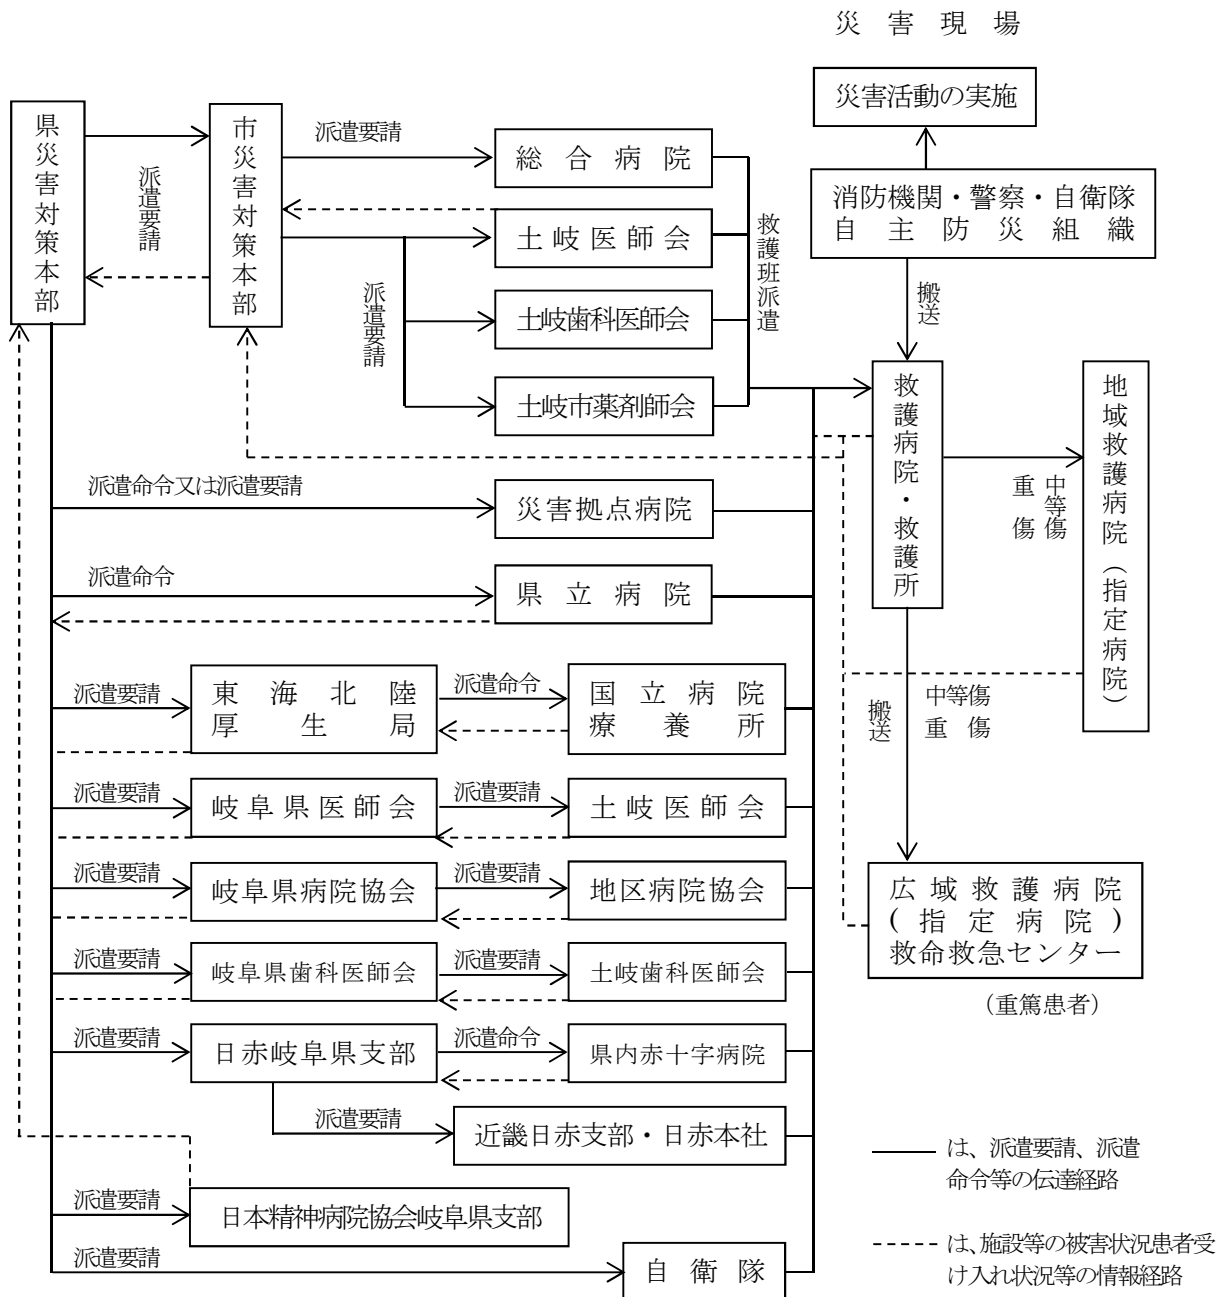 災害現場
災害活動の実施
消防機関・警察・自衛隊
自主防災組織
搬送
県災害対策本部
派遣要請
市災害対策本部
派遣要請
総合病院
土岐医師会
派遣要請
土岐歯科医師会
土岐市薬剤師会
救護班派遣
救護病院・救護所
重傷
中等傷
地域救護病院(指定病院)
派遣命令又は派遣要請
災害拠点病院
派遣命令
県立病院
派遣要請
東海北陸
厚生局
派遣命令
国立病院
療養所
搬送
中等傷
重傷
派遣要請
岐阜県医師会
派遣要請
土岐医師会
派遣要請
岐阜県病院協会
派遣要請
地区病院協会
広域救護病院
(指定病院)
救命救急センター
(重篤患者)
派遣要請
岐阜県歯科医師会
派遣要請
土岐歯科医師会
派遣要請
日赤岐阜県支部
派遣命令
県内赤十字病院
派遣要請
近畿日赤支部・日赤本社
派遣要請
日本精神病院協会岐阜県支部
派遣要請
自衛隊
は、派遣要請、派遣
命令等の伝達経路
は、施設等の被害状況患者受
け入れ状況等の情報経路